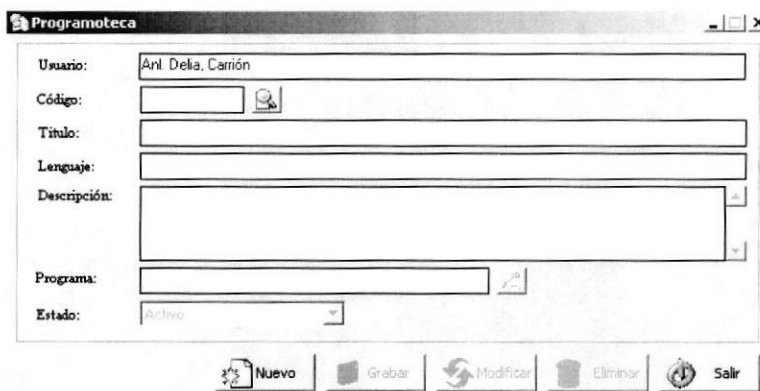 Programoteca
Usuario: Anl. Delia, Carrión
Código:
Titulo:
Lenguaje:
Descripción:
Programa:
Estado: Activo
Nuevo Grabar Modificar Eliminar Salir